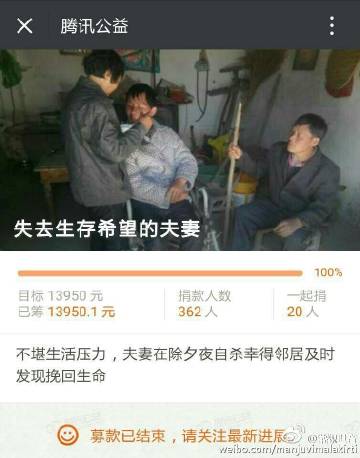 腾讯公益
失去生存希望的夫妻
100%
目标 13950 元 捐款人数 一起捐
已筹 13950.1 元 362 人 20 人
不堪生活压力，夫妻在除夕夜自杀幸得邻居及时
发现挽回生命
募款已结束，请关注最新进展
weibo.com/manjuvimalakirti